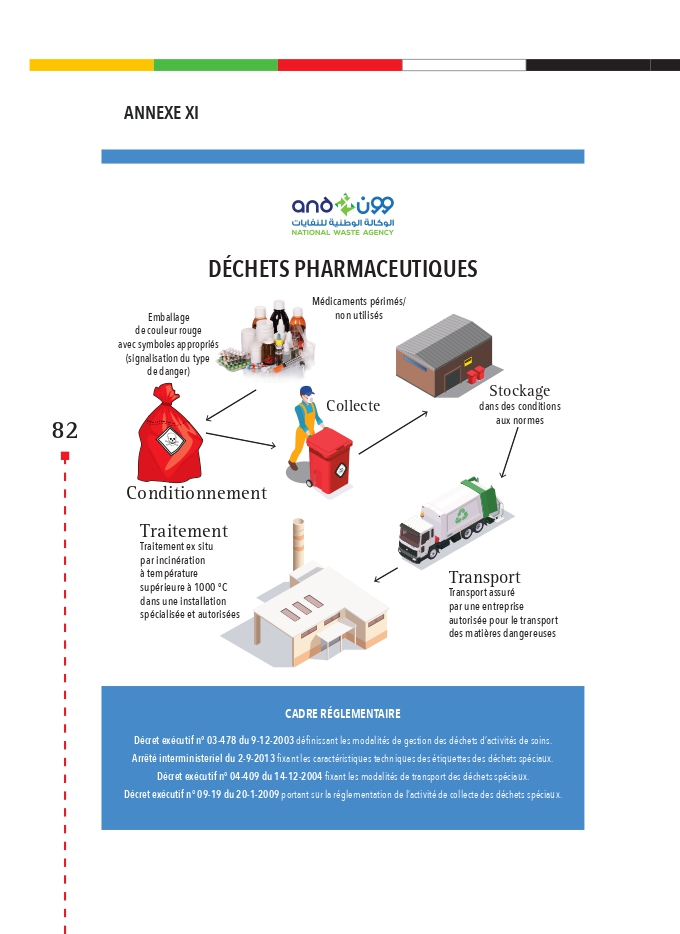 ANNEXE XI
and ون
الوكالة الوطنية للنفايات
NATIONAL WASTE AGENCY
DÉCHETS PHARMACEUTIQUES
Médicaments périmés/
non utilisés
Emballage
de couleur rouge
avec symboles appropriés
(signalisation du type
de danger)
Collecte
Stockage
dans des conditions
aux normes
82
Conditionnement
Traitement
Traitement ex situ
par incinération
à température
supérieure à 1000 °C
dans une installation
spécialisée et autorisées
Transport
Transport assuré
par une entreprise
autorisée pour le transport
des matières dangereuses
CADRE RÉGLEMENTAIRE
Décret exécutif n° 03-478 du 9-12-2003 définissant les modalités de gestion des déchets d'activités de soins.
Arrêté interministeriel du 2-9-2013 fixant les caractéristiques techniques des étiquettes des déchets spéciaux.
Décret exécutif n° 04-409 du 14-12-2004 fixant les modalités de transport des déchets spéciaux.
Décret exécutif n° 09-19 du 20-1-2009 portant sur la réglementation de l'activité de collecte des déchets spéciaux.